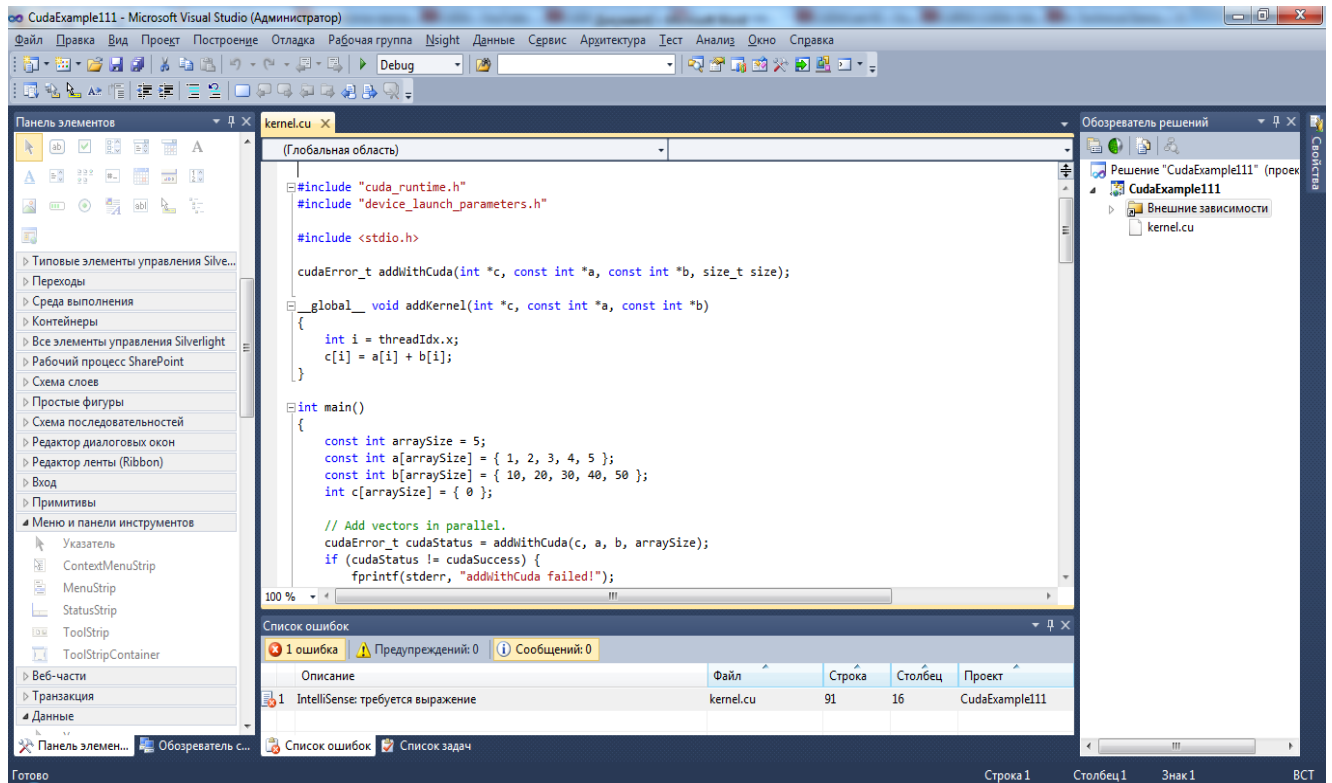 CudaExample111 - Microsoft Visual Studio (Администратор)
Файл Правка Вид Проект Построение Отладка Рабочая группа Nsight Данные Сервис Архитектура Тест Анализ Окно Справка
Debug
Панель элементов
Типовые элементы управления Silve...
Переходы
Среда выполнения
Контейнеры
Все элементы управления Silverlight
Рабочий процесс SharePoint
Схема слоев
Простые фигуры
Схема последовательностей
Редактор диалоговых окон
Редактор ленты (Ribbon)
Вход
Примитивы
Меню и панели инструментов
Указатель
ContextMenuStrip
MenuStrip
StatusStrip
ToolStrip
ToolStripContainer
Веб-части
Транзакция
Данные
Панель элемен... Обозреватель с...
kernel.cu
(Глобальная область)
#include "cuda_runtime.h"
#include "device_launch_parameters.h"
#include <stdio.h>
cudaError_t addWithCuda(int *c, const int *a, const int *b, size_t size);
__global__ void addKernel(int *c, const int *a, const int *b)
{
int i = threadIdx.x;
c[i] = a[i] + b[i];
}
int main()
{
const int arraySize = 5;
const int a[arraySize] = { 1, 2, 3, 4, 5 };
const int b[arraySize] = { 10, 20, 30, 40, 50 };
int c[arraySize] = { 0 };
// Add vectors in parallel.
cudaError_t cudaStatus = addWithCuda(c, a, b, arraySize);
if (cudaStatus != cudaSuccess) {
fprintf(stderr, "addWithCuda failed!");
100 %
Список ошибок
1 ошибка Предупреждений: 0 Сообщений: 0
Описание Файл Строка Столбец Проект
1 IntelliSense: требуется выражение kernel.cu 91 16 CudaExample111
Список ошибок Список задач
Обозреватель решений
Решение "CudaExample111" (проек
CudaExample111
Внешние зависимости
kernel.cu
Свойства
Готово Строка 1 Столбец 1 Знак 1 ВСТ